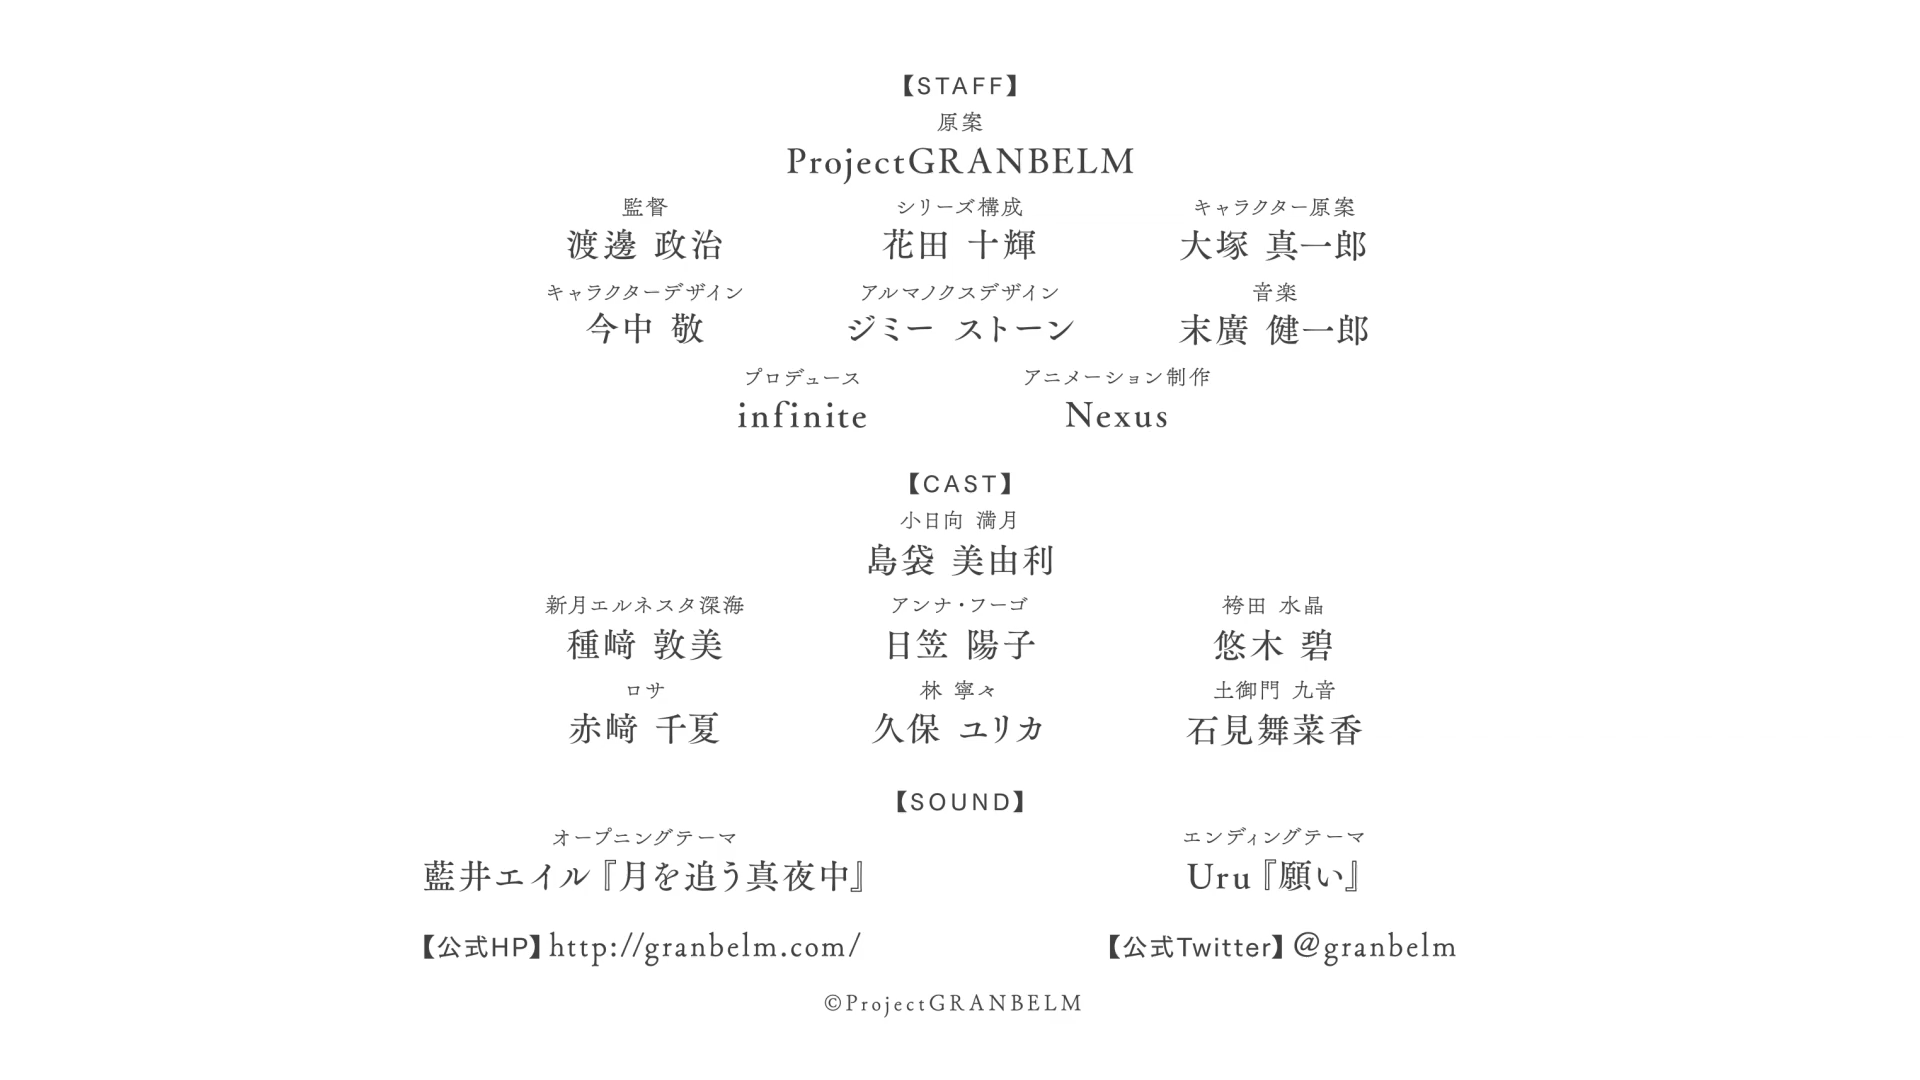 【STAFF】
原案
ProjectGRANBELM
監督 シリーズ構成 キャラクター原案
渡邊 政治 花田 十輝 大塚 真一郎
キャラクターデザイン アルマノクスデザイン 音楽
今中 敬 ジミー ストーン 末廣 健一郎
プロデュース アニメーション制作
infinite Nexus
【CAST】
小日向 満月
島袋 美由利
新月エルネスタ深海 アンナ・フーゴ 袴田 水晶
種﨑 敦美 日笠 陽子 悠木 碧
ロサ 林 寧々 土御門 九音
赤﨑 千夏 久保 ユリカ 石見舞菜香
【SOUND】
オープニングテーマ エンディングテーマ
藍井エイル『月を追う真夜中』 Uru『願い』
【公式HP】http://granbelm.com/ 【公式Twitter】@granbelm
©ProjectGRANBELM